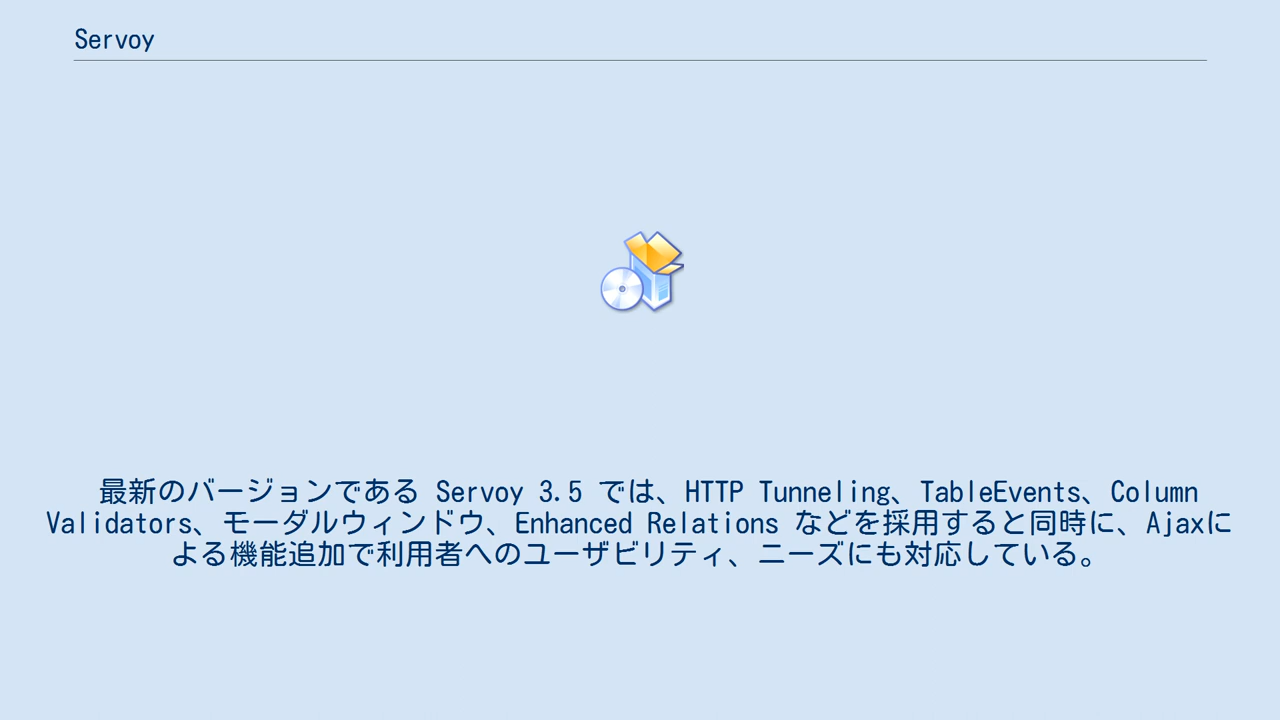 Servoy
最新のバージョンである Servoy 3.5 では、HTTP Tunneling、TableEvents、Column
Validators、モーダルウィンドウ、Enhanced Relations などを採用すると同時に、Ajaxに
よる機能追加で利用者へのユーザビリティ、ニーズにも対応している。